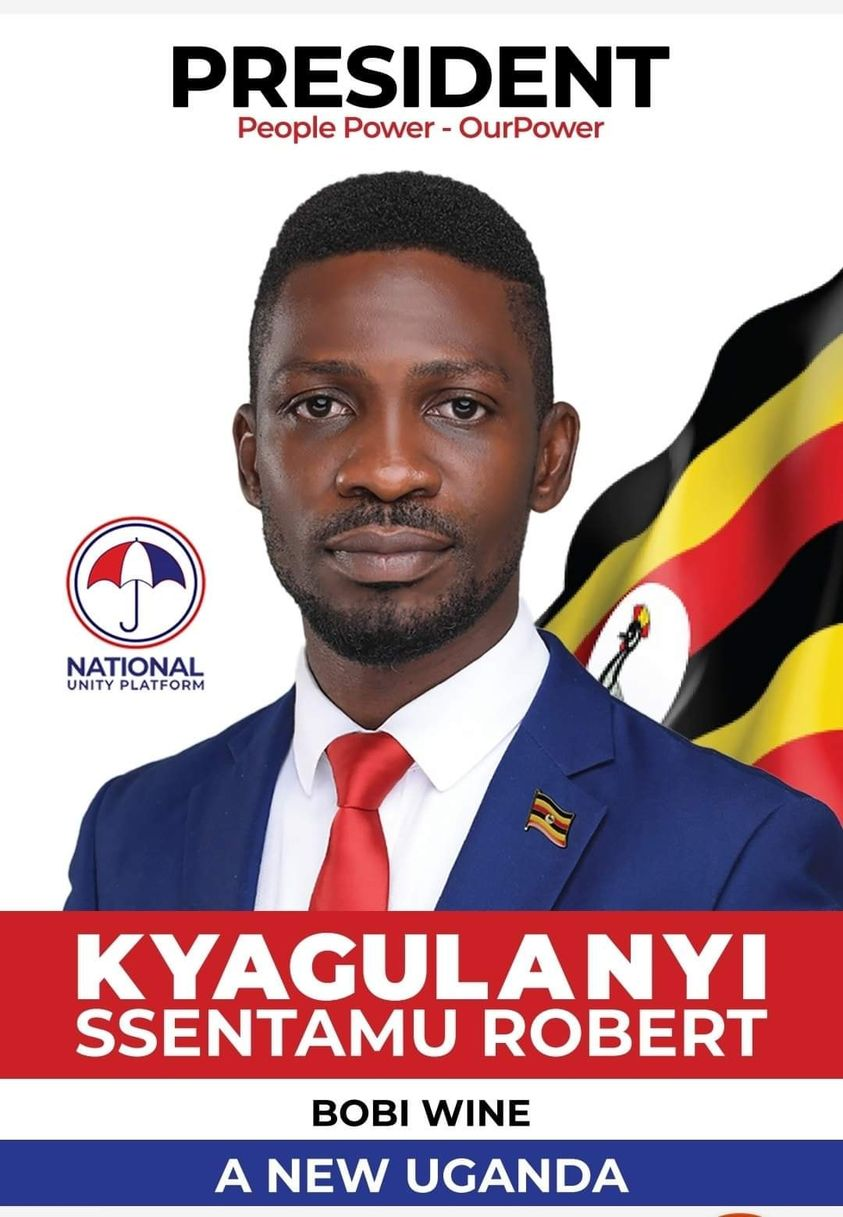 PRESIDENT
People Power - OurPower
NATIONAL
UNITY PLATFORM
KYAGULANYI
SSENTAMU ROBERT
BOBI WINE
A NEW UGANDA